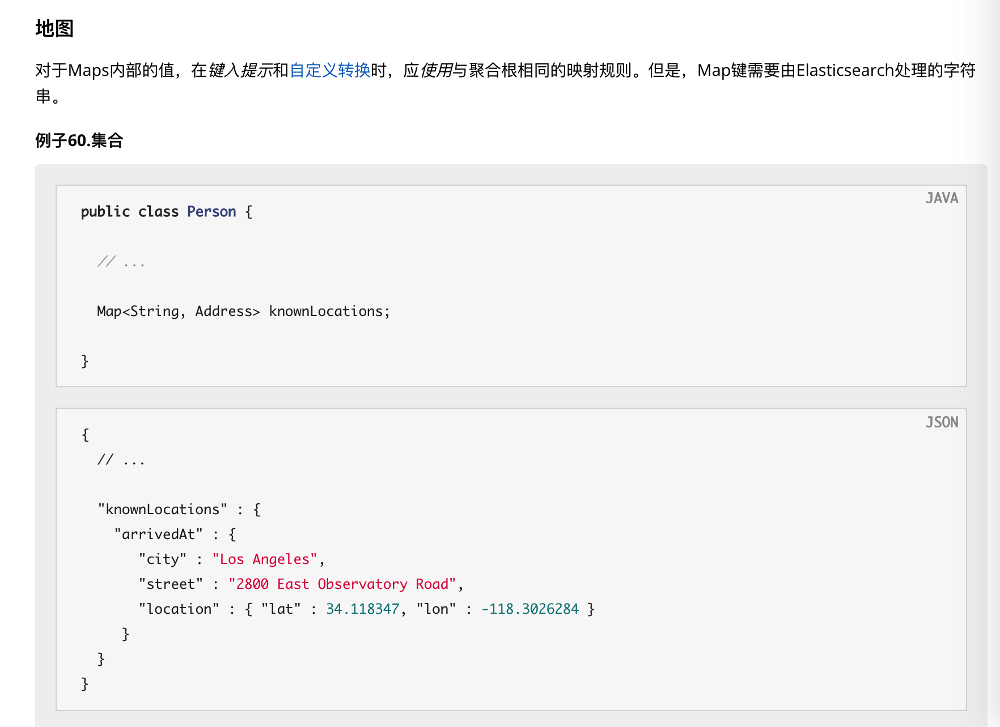 地图
对于Maps内部的值，在键入提示和自定义转换时，应使用与聚合根相同的映射规则。但是，Map键需要由Elasticsearch处理的字符
串。
例子60.集合
JAVA
public class Person {
// ...
Map<String, Address> knownLocations;
}
JSON
{
// ...
"knownLocations" : {
"arrivedAt" : {
"city" : "Los Angeles",
"street" : "2800 East Observatory Road",
"location" : { "lat" : 34.118347, "lon" : -118.3026284 }
}
}
}